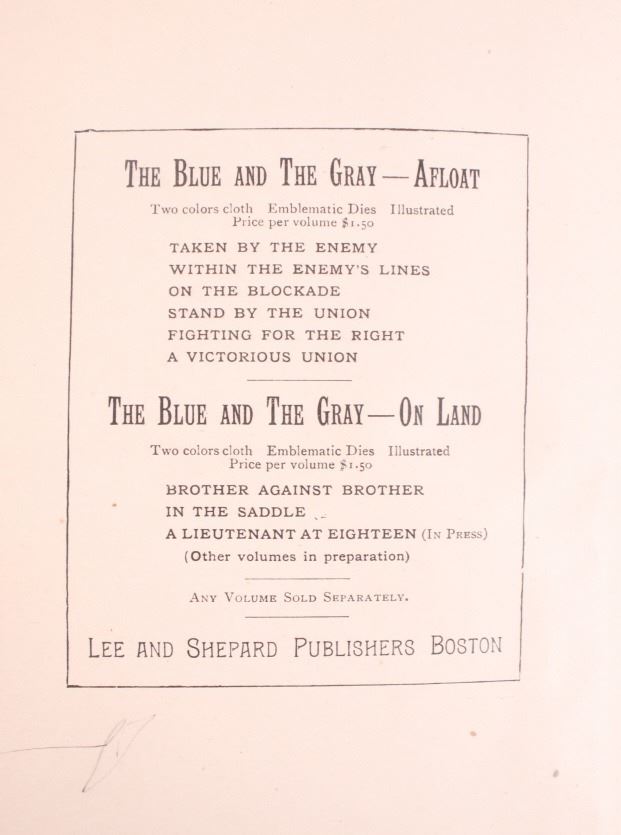 THE BLUE AND THE GRAY—AFLOAT
Two colors cloth Emblematic Dies Illustrated
Price per volume $1.50
TAKEN BY THE ENEMY
WITHIN THE ENEMY'S LINES
ON THE BLOCKADE
STAND BY THE UNION
FIGHTING FOR THE RIGHT
A VICTORIOUS UNION
THE BLUE AND THE GRAY—ON LAND
Two colors cloth Emblematic Dies Illustrated
Price per volume $1.50
BROTHER AGAINST BROTHER
IN THE SADDLE
A LIEUTENANT AT EIGHTEEN (IN PRESS)
(Other volumes in preparation)
ANY VOLUME SOLD SEPARATELY.
LEE AND SHEPARD PUBLISHERS BOSTON